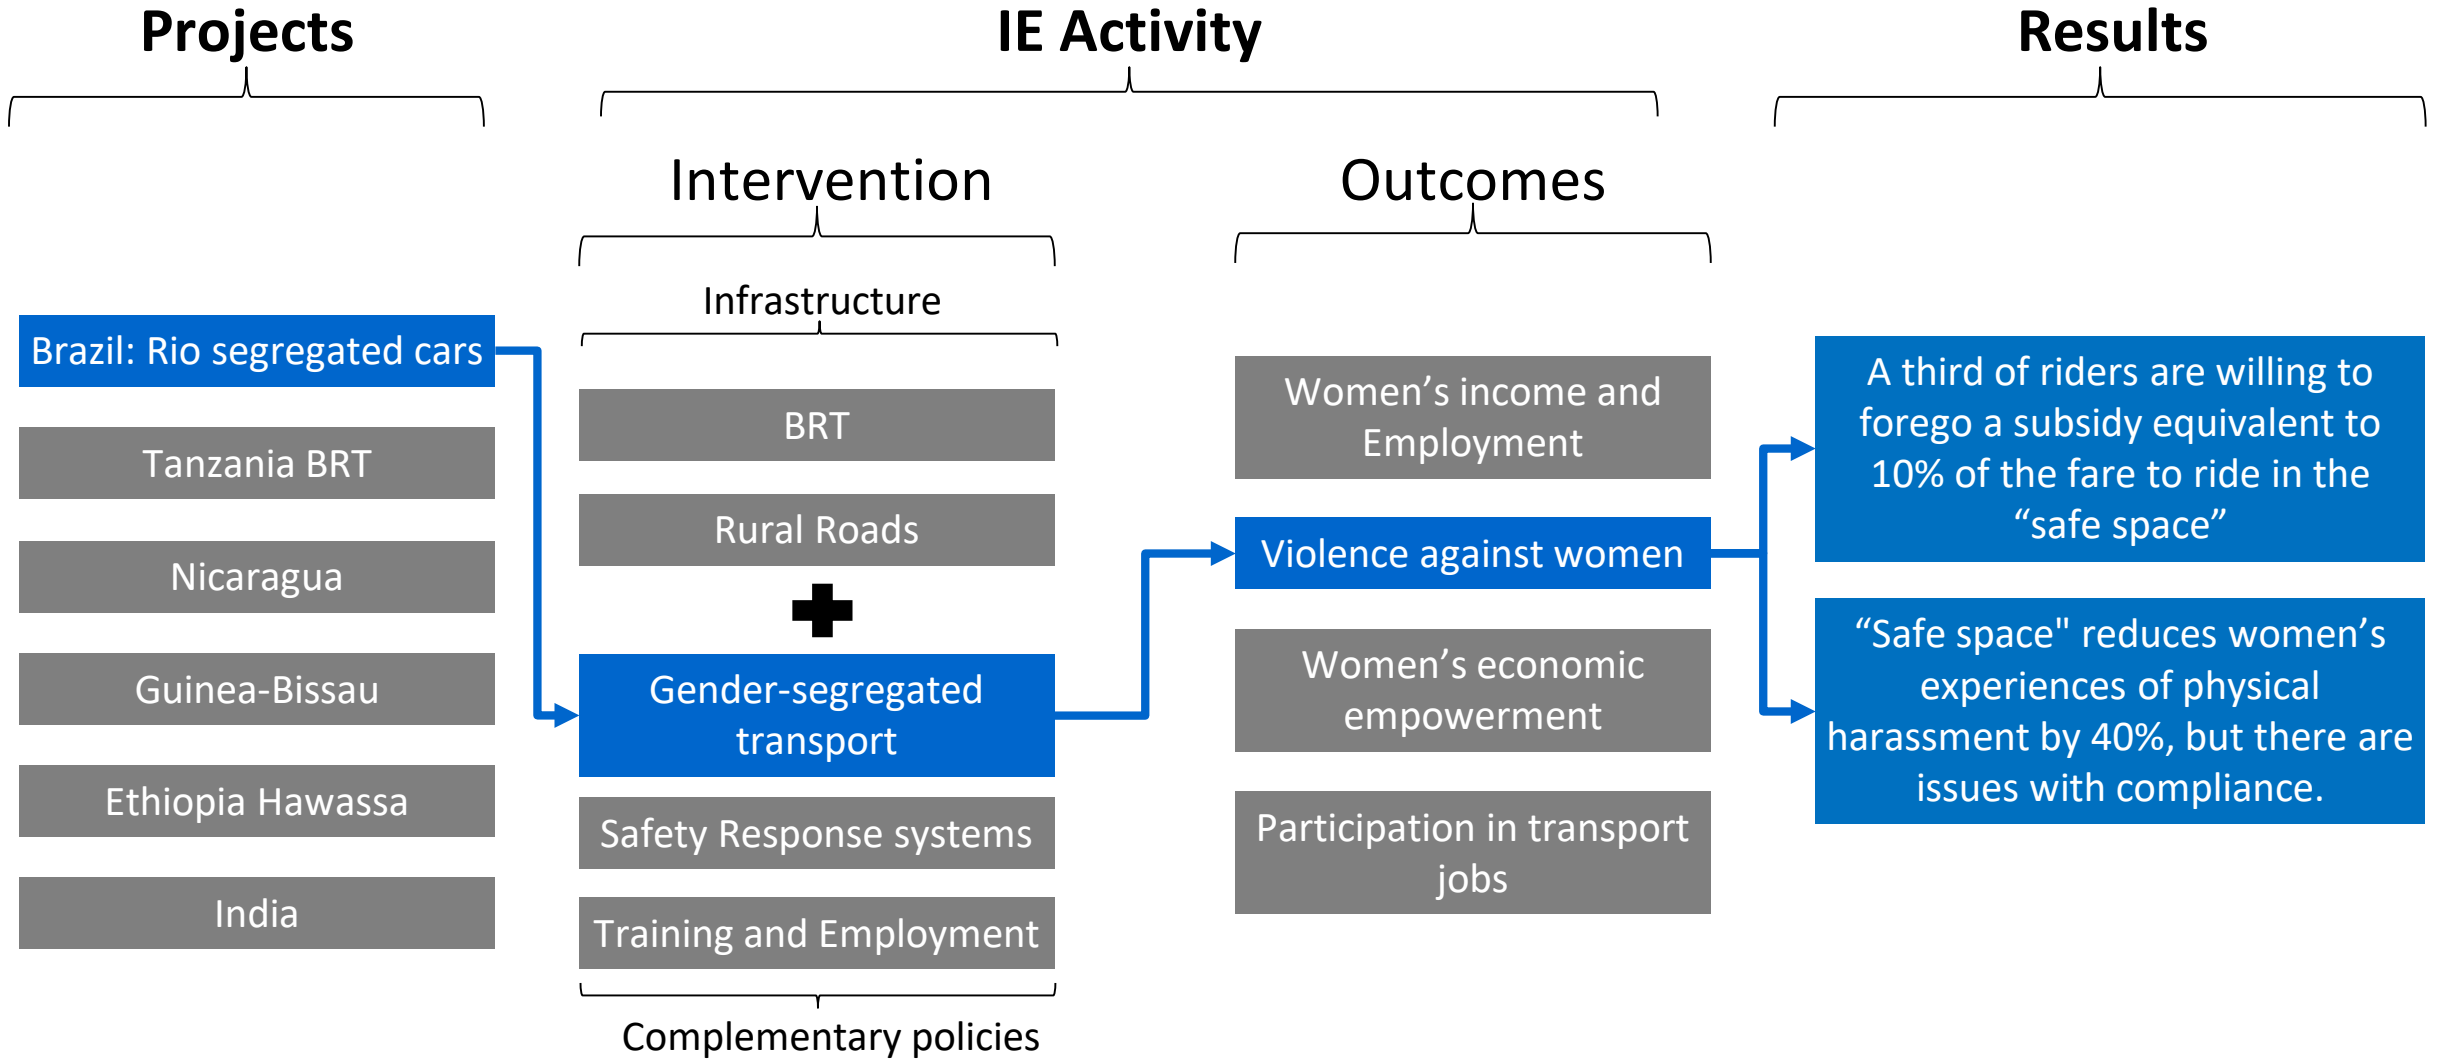 Projects
IE Activity
Results
Intervention
Outcomes
Infrastructure
Brazil: Rio segregated cars
Tanzania BRT
Nicaragua
Guinea-Bissau
Ethiopia Hawassa
India
BRT
Rural Roads
Gender-segregated
transport
Safety Response systems
Training and Employment
Complementary policies
Women’s income and
Employment
Violence against women
Women’s economic
empowerment
Participation in transport
jobs
A third of riders are willing to
forego a subsidy equivalent to
10% of the fare to ride in the
“safe space”
“Safe space" reduces women’s
experiences of physical
harassment by 40%, but there are
issues with compliance.